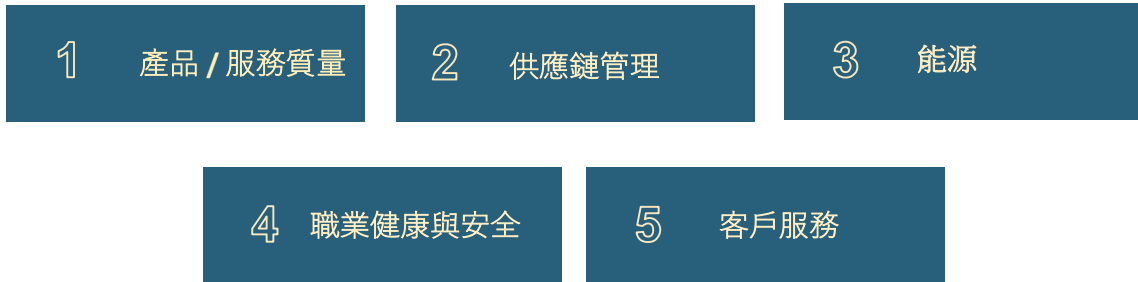 1 產品 / 服務質量
2 供應鏈管理
3 能源
4 職業健康與安全
5 客戶服務